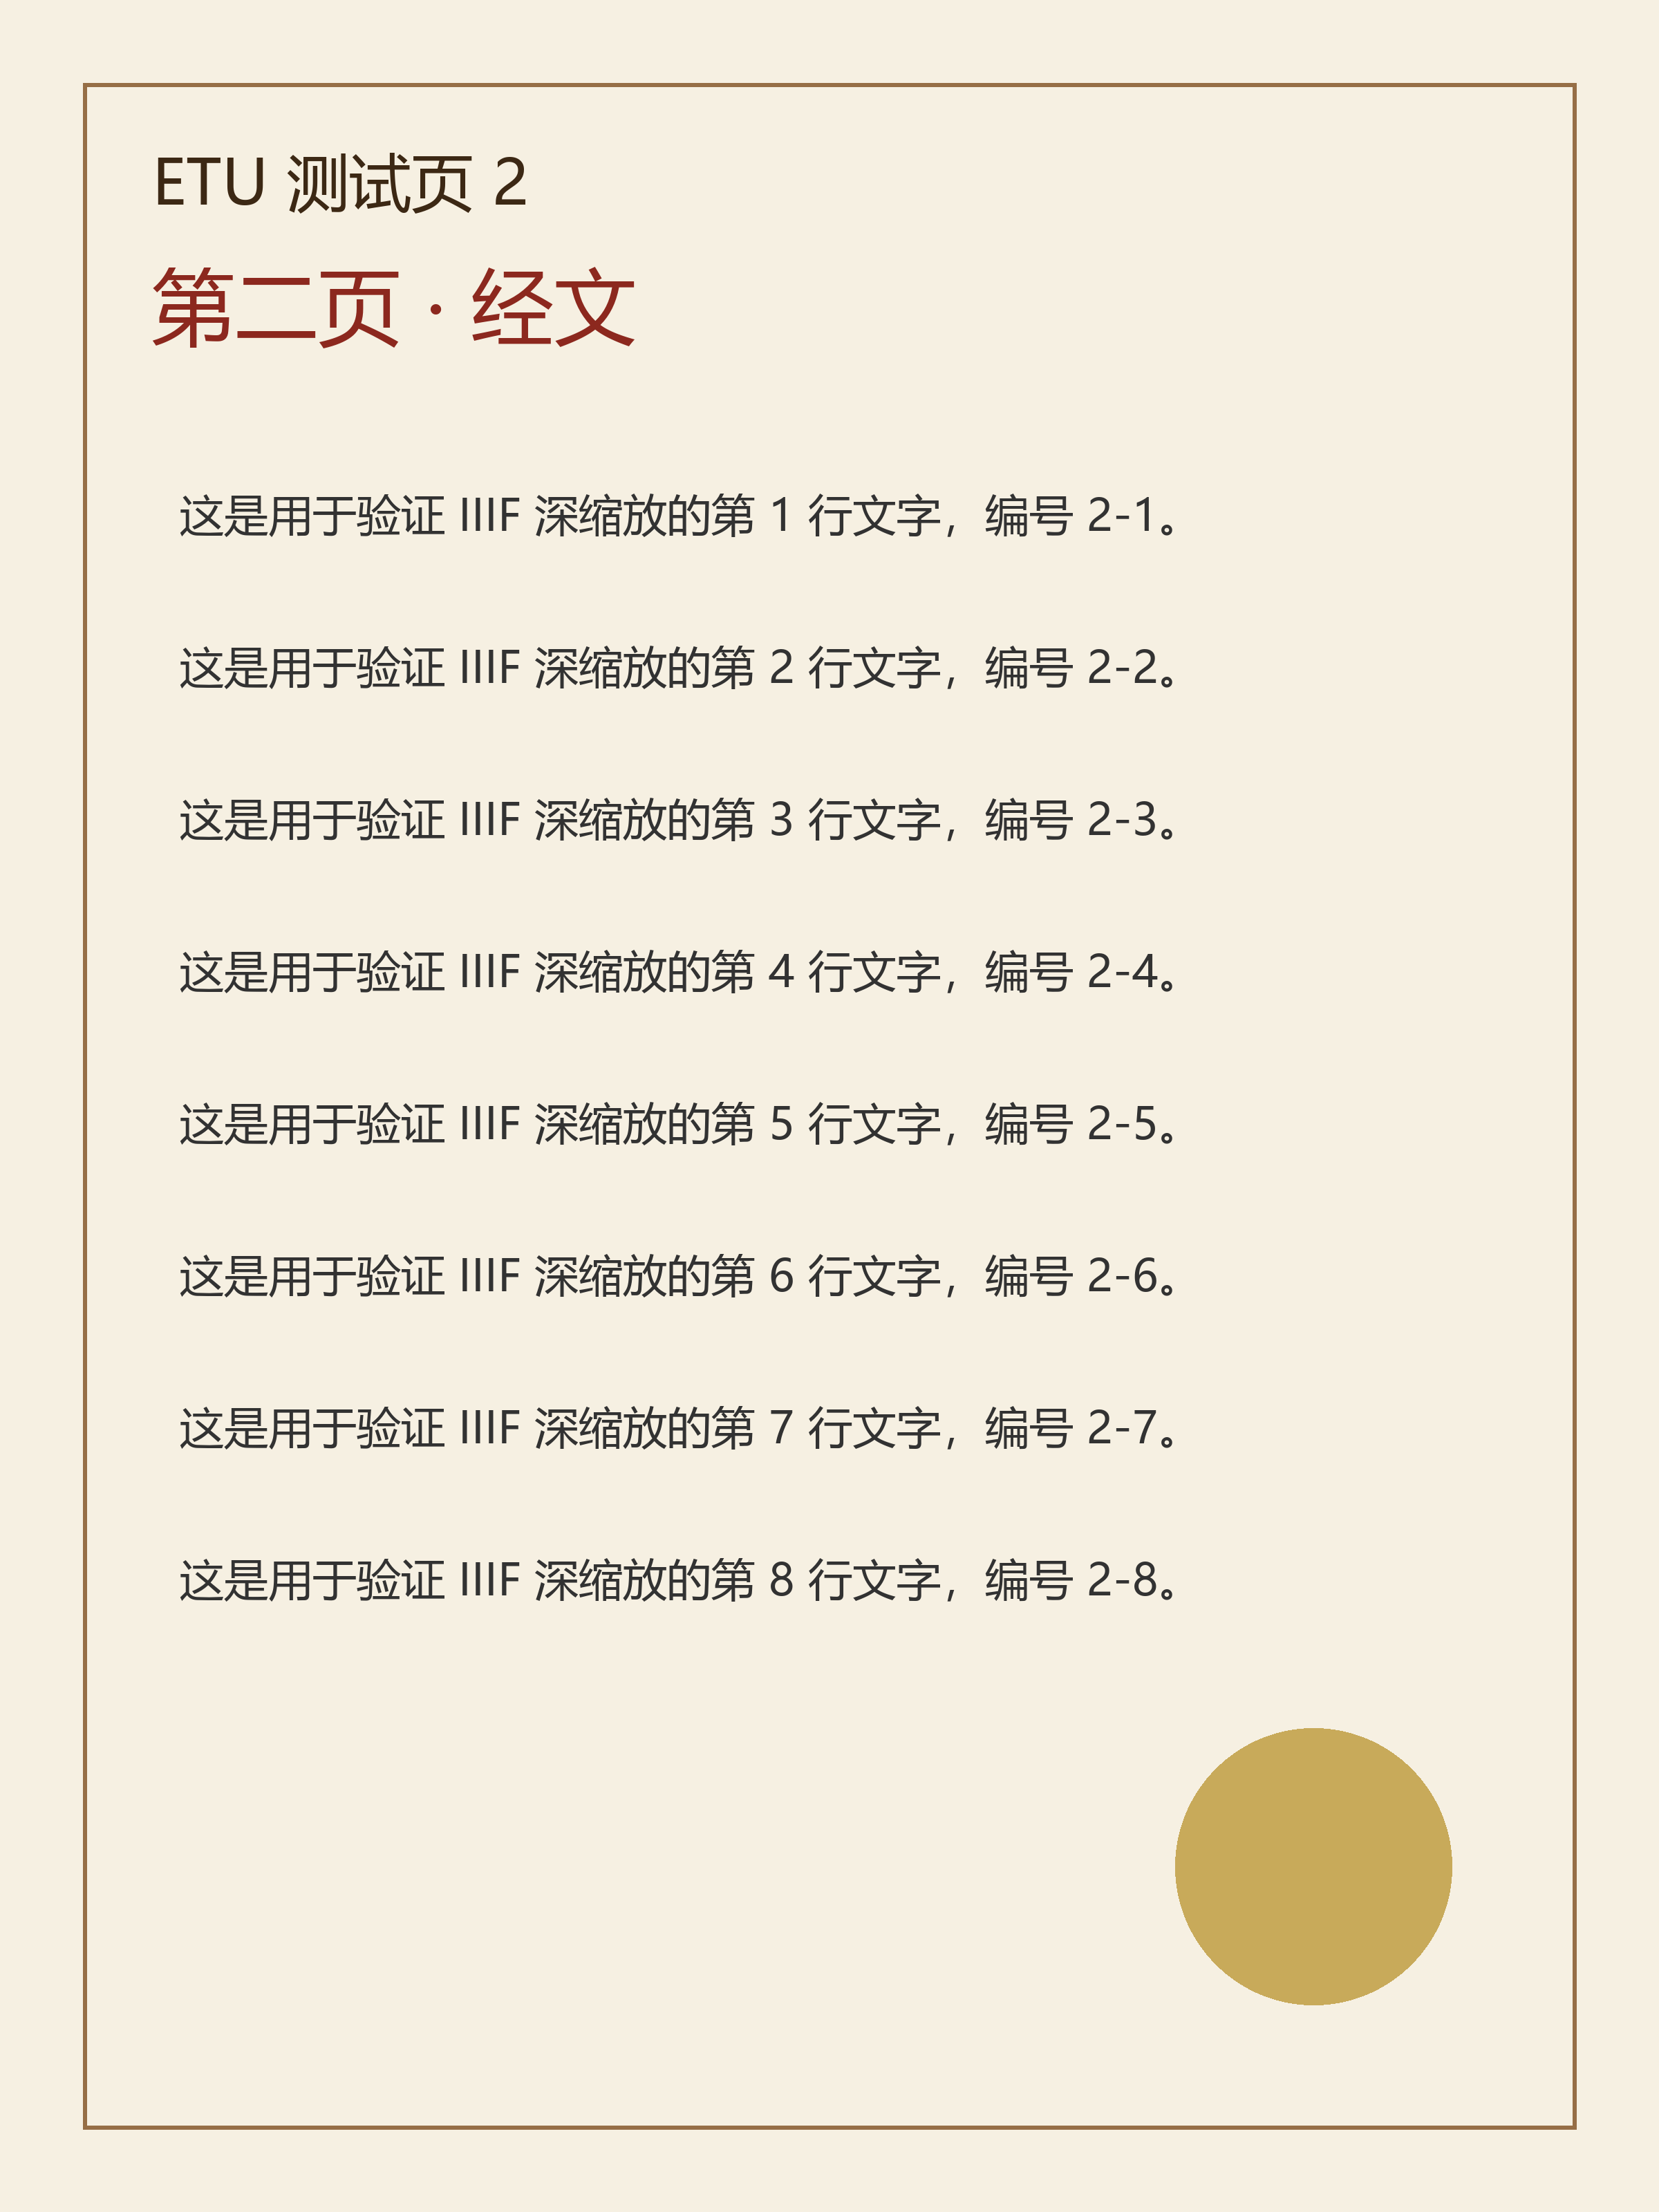 ETU 测试页 2
第二页 · 经文
这是用于验证 IIIF 深缩放的第 1 行文字，编号 2-1。
这是用于验证 IIIF 深缩放的第 2 行文字，编号 2-2。
这是用于验证 IIIF 深缩放的第 3 行文字，编号 2-3。
这是用于验证 IIIF 深缩放的第 4 行文字，编号 2-4。
这是用于验证 IIIF 深缩放的第 5 行文字，编号 2-5。
这是用于验证 IIIF 深缩放的第 6 行文字，编号 2-6。
这是用于验证 IIIF 深缩放的第 7 行文字，编号 2-7。
这是用于验证 IIIF 深缩放的第 8 行文字，编号 2-8。